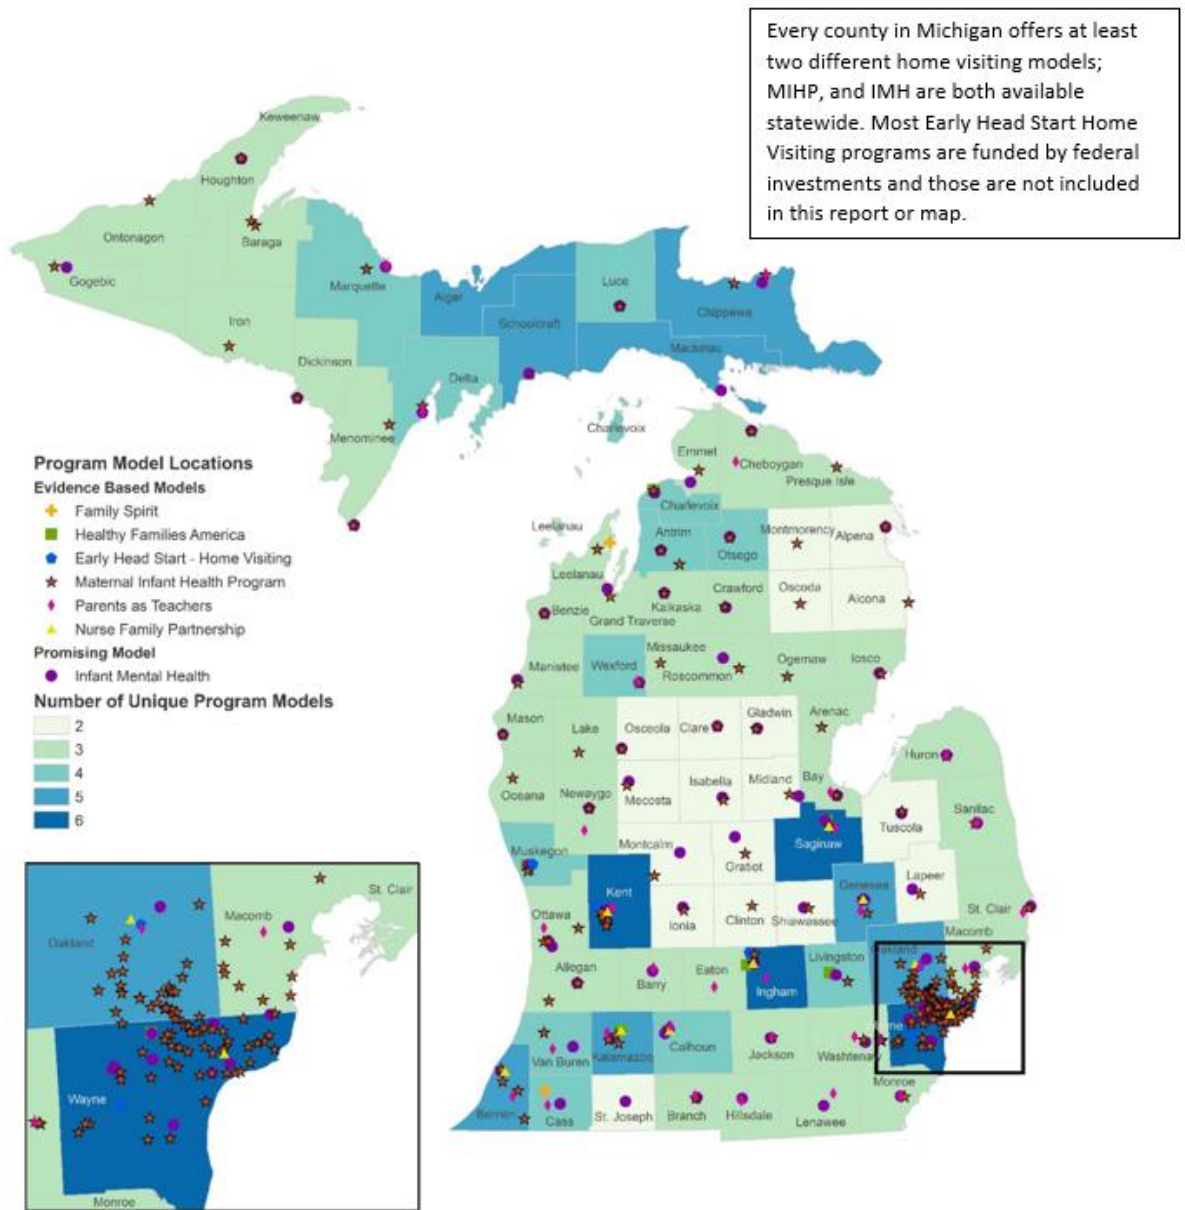 Every county in Michigan offers at least
two different home visiting models;
MIHP, and IMH are both available
statewide. Most Early Head Start Home
Visiting programs are funded by federal
investments and those are not included
in this report or map.
Keweenaw
Houghton
Ontonagon
Baraga
Gogebic
Marquette
Alger
Luce
Schoolcraft
Chippewa
Iron
Mackinac
Dickinson
Delta
Menominee
Charlevoix
Emmet
Cheboygan
Presque Isle
Charlevoix
Program Model Locations
Evidence Based Models
Family Spirit
Healthy Families America
Early Head Start - Home Visiting
Maternal Infant Health Program
Parents as Teachers
Nurse Family Partnership
Promising Model
Infant Mental Health
Number of Unique Program Models
2
3
4
5
6
Leelanau
Antrim
Otsego
Montmorency
Alpena
Leelanau
Benzie
Grand Traverse
Kalkaska
Crawford
Oscoda
Alcona
Manistee
Wexford
Missaukee
Roscommon
Ogemaw
Iosco
Mason
Lake
Osceola
Clare
Gladwin
Arenac
Huron
Oceana
Newaygo
Mecosta
Isabella
Midland
Bay
Tuscola
Sanilac
Muskegon
Montcalm
Gratiot
Saginaw
Kent
Genesee
Lapeer
Ottawa
Ionia
Clinton
Shiawassee
St. Clair
Macomb
Allegan
Barry
Eaton
Ingham
Livingston
Oakland
Van Buren
Kalamazoo
Calhoun
Jackson
Washtenaw
Wayne
Berrien
Cass
St. Joseph
Branch
Hillsdale
Lenawee
Monroe
St. Clair
Macomb
Oakland
Wayne
Monroe